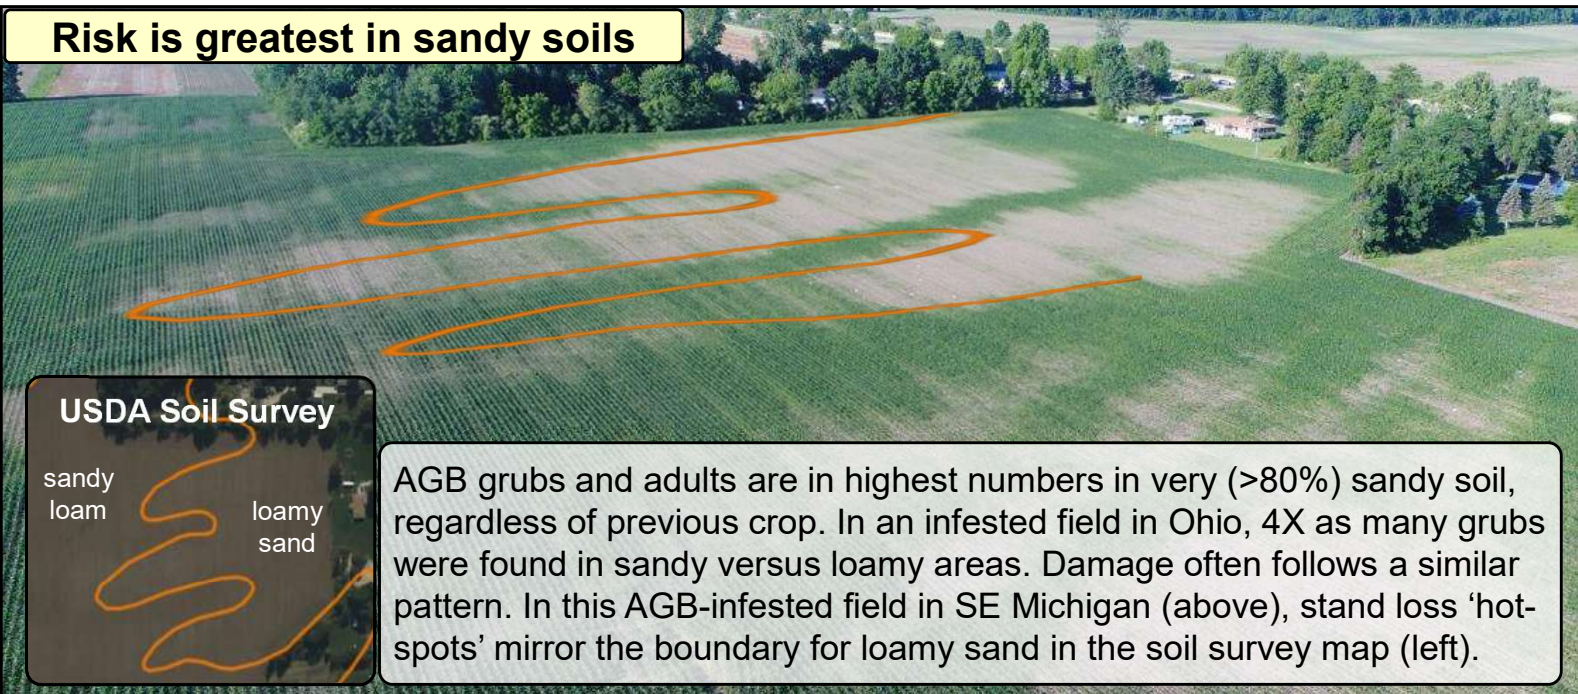 Risk is greatest in sandy soils
USDA Soil Survey
sandy
loam
loamy
sand
AGB grubs and adults are in highest numbers in very (>80%) sandy soil,
regardless of previous crop. In an infested field in Ohio, 4X as many grubs
were found in sandy versus loamy areas. Damage often follows a similar
pattern. In this AGB-infested field in SE Michigan (above), stand loss ‘hot-
spots’ mirror the boundary for loamy sand in the soil survey map (left).